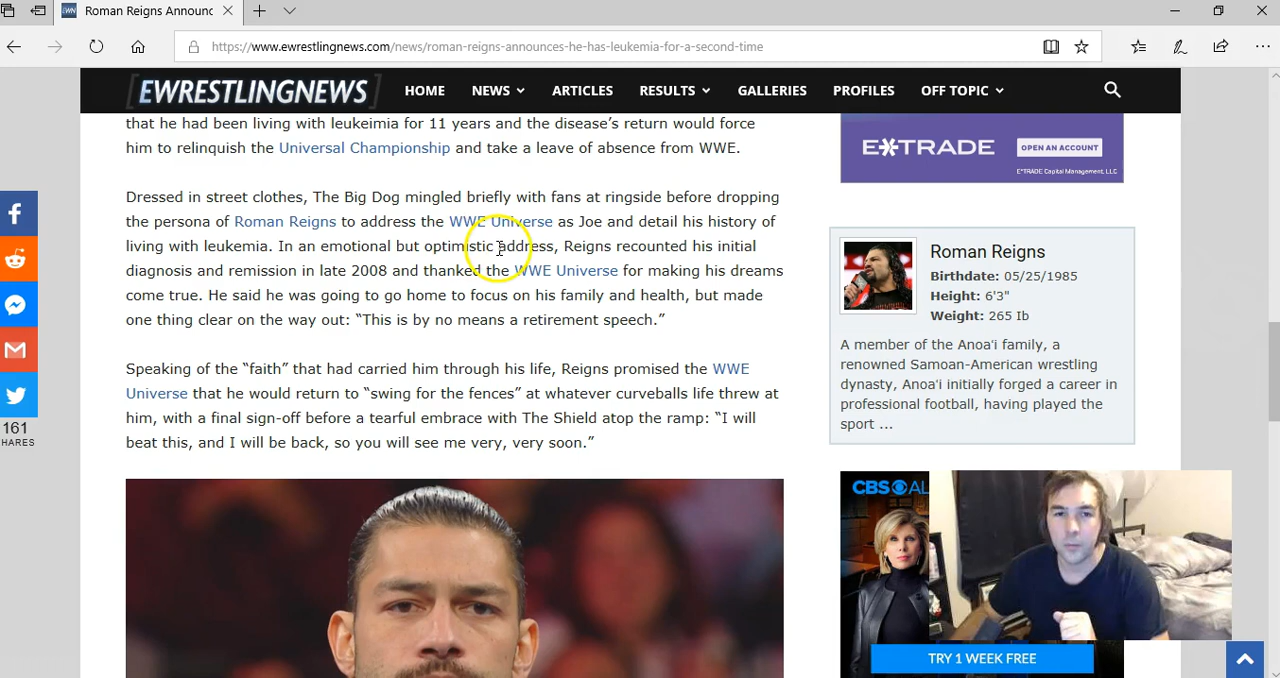 Roman Reigns Announc
https://www.ewrestlingnews.com/news/roman-reigns-announces-he-has-leukemia-for-a-second-time
[EWRESTLINGNEWS]
HOME NEWS ARTICLES RESULTS GALLERIES PROFILES OFF TOPIC
that he had been living with leukeimia for 11 years and the disease’s return would force
him to relinquish the Universal Championship and take a leave of absence from WWE.
Dressed in street clothes, The Big Dog mingled briefly with fans at ringside before dropping
the persona of Roman Reigns to address the WWE Universe as Joe and detail his history of
living with leukemia. In an emotional but optimistic address, Reigns recounted his initial
diagnosis and remission in late 2008 and thanked the WWE Universe for making his dreams
come true. He said he was going to go home to focus on his family and health, but made
one thing clear on the way out: “This is by no means a retirement speech.”
Speaking of the “faith” that had carried him through his life, Reigns promised the WWE
Universe that he would return to “swing for the fences” at whatever curveballs life threw at
him, with a final sign-off before a tearful embrace with The Shield atop the ramp: “I will
beat this, and I will be back, so you will see me very, very soon.”
161
HARES
E*TRADE OPEN AN ACCOUNT
E*TRADE Capital Management, LLC
Roman Reigns
Birthdate: 05/25/1985
Height: 6'3"
Weight: 265 lb
A member of the Anoaʻi family, a
renowned Samoan-American wrestling
dynasty, Anoaʻi initially forged a career in
professional football, having played the
sport ...
CBS AL
TRY 1 WEEK FREE